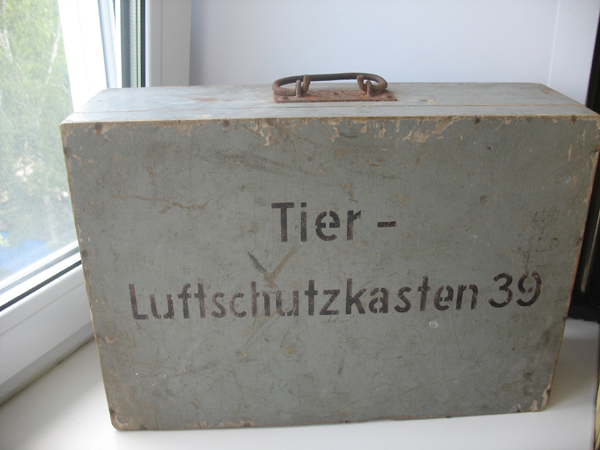 Tier -
Luftschutzkasten 39